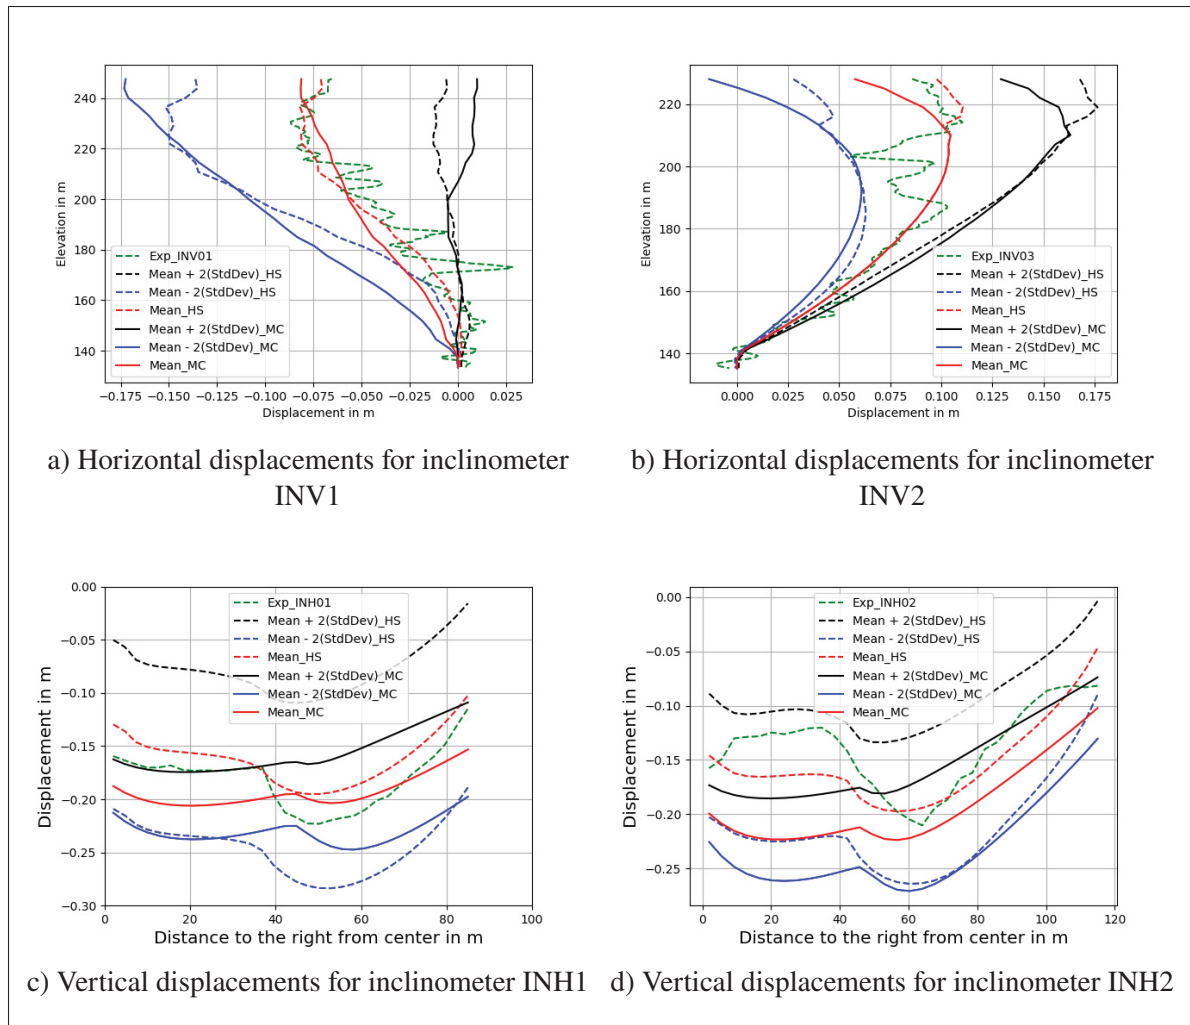 240
220
200
180
160
140
Elevation in m
Exp_INV01
Mean + 2(StdDev)_HS
Mean - 2(StdDev)_HS
Mean_HS
Mean + 2(StdDev)_MC
Mean - 2(StdDev)_MC
Mean_MC
−0.175 −0.150 −0.125 −0.100 −0.075 −0.050 −0.025 0.000 0.025
Displacement in m
a) Horizontal displacements for inclinometer
INV1
220
200
180
160
140
Elevation in m
Exp_INV03
Mean + 2(StdDev)_HS
Mean - 2(StdDev)_HS
Mean_HS
Mean + 2(StdDev)_MC
Mean - 2(StdDev)_MC
Mean_MC
0.000 0.025 0.050 0.075 0.100 0.125 0.150 0.175
Displacement in m
b) Horizontal displacements for inclinometer
INV2
0.00
−0.05
−0.10
−0.15
−0.20
−0.25
−0.30
Displacement in m
Exp_INH01
Mean + 2(StdDev)_HS
Mean - 2(StdDev)_HS
Mean_HS
Mean + 2(StdDev)_MC
Mean - 2(StdDev)_MC
Mean_MC
0 20 40 60 80 100
Distance to the right from center in m
c) Vertical displacements for inclinometer INH1
0.00
−0.05
−0.10
−0.15
−0.20
−0.25
Displacement in m
Exp_INH02
Mean + 2(StdDev)_HS
Mean - 2(StdDev)_HS
Mean_HS
Mean + 2(StdDev)_MC
Mean - 2(StdDev)_MC
Mean_MC
0 20 40 60 80 100 120
Distance to the right from center in m
d) Vertical displacements for inclinometer INH2